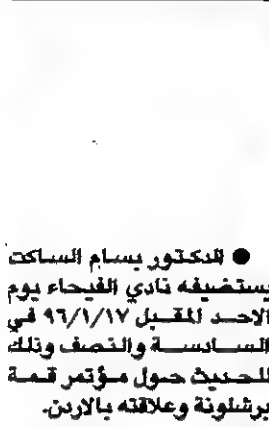 ● الدكتور بسام الساكت
يستضيفه نادي الفيحاء يوم
الاحد المقبل ٩٦/١/١٧ في
السادسة والنصف وذلك
للحديث حول مؤتمر قمة
برشلونة وعلاقته بالاردن.